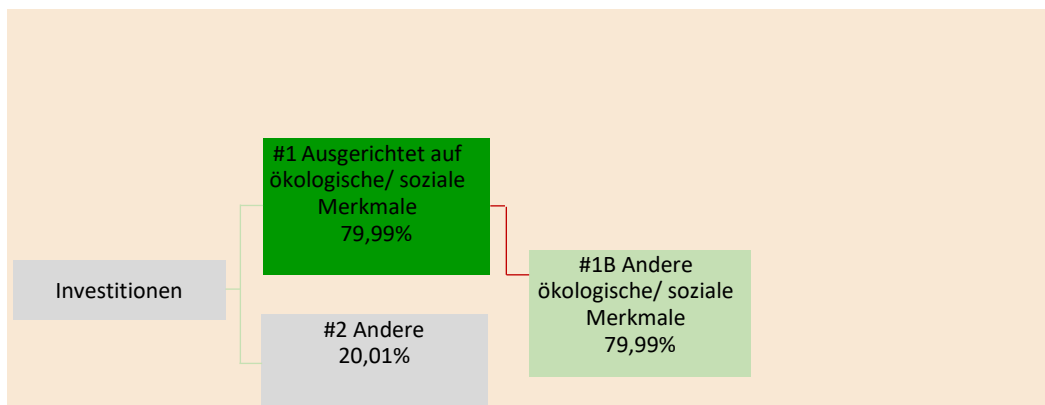 #1 Ausgerichtet auf
ökologische/ soziale
Merkmale
79,99%
Investitionen
#2 Andere
20,01%
#1B Andere
ökologische/ soziale
Merkmale
79,99%